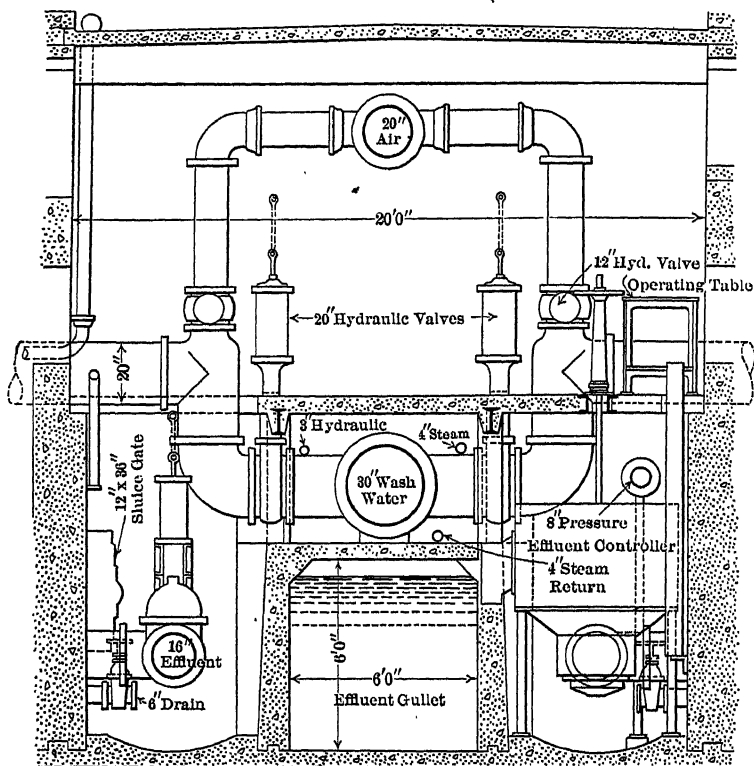 20"
Air
20'0"
12" Hyd. Valve
Operating Table
20" Hydraulic Valves
20"
3" Hydraulic
4" Steam
12 x 36"
Sluice Gate
30" Wash
Water
8" Pressure
Effluent Controller
4" Steam
Return
16"
Effluent
6'0"
6'0"
Effluent Gullet
6" Drain